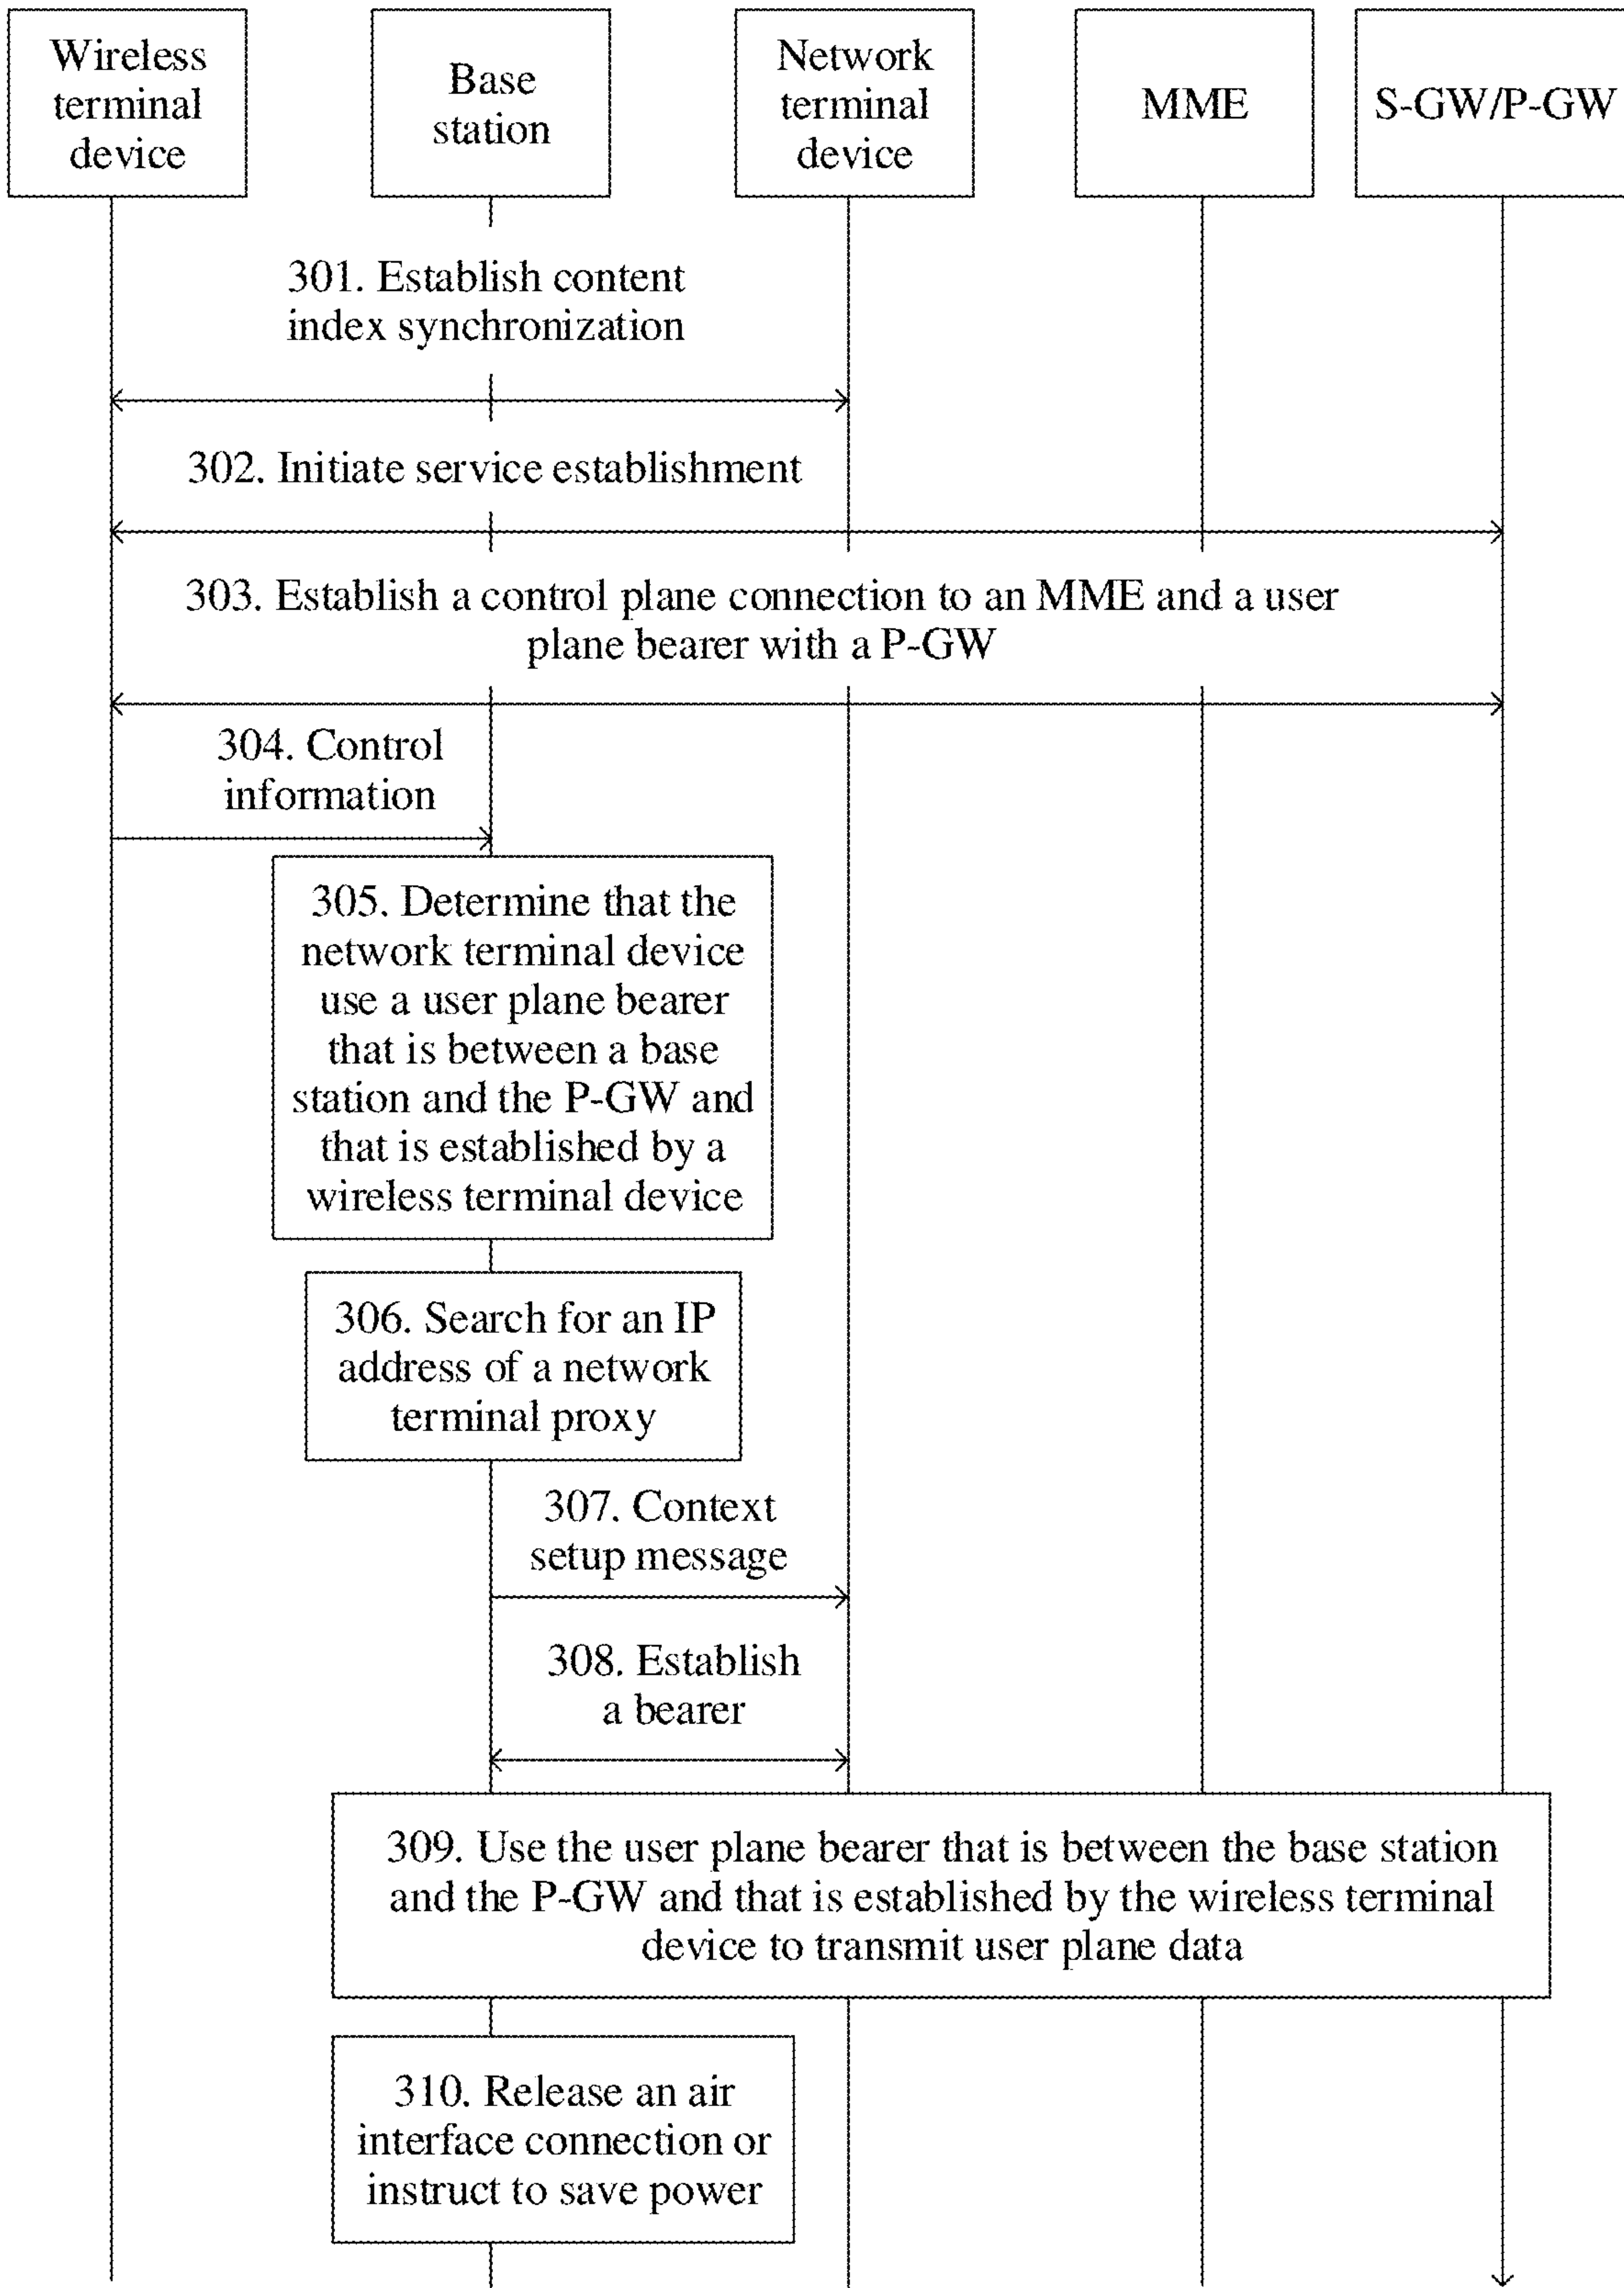 Wireless
terminal
device
Base
station
Network
terminal
device
MME
S-GW/P-GW
301. Establish content
index synchronization
302. Initiate service establishment
303. Establish a control plane connection to an MME and a user
plane bearer with a P-GW
304. Control
information
305. Determine that the
network terminal device
use a user plane bearer
that is between a base
station and the P-GW and
that is established by a
wireless terminal device
306. Search for an IP
address of a network
terminal proxy
307. Context
setup message
308. Establish
a bearer
309. Use the user plane bearer that is between the base station
and the P-GW and that is established by the wireless terminal
device to transmit user plane data
310. Release an air
interface connection or
instruct to save power